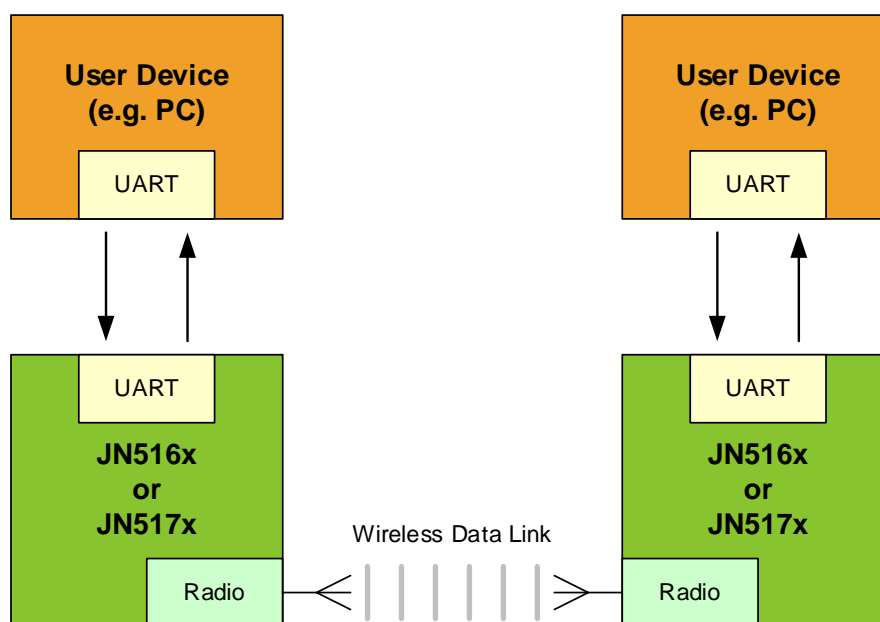 User Device
(e.g. PC)
UART
User Device
(e.g. PC)
UART
UART
JN516x
or
JN517x
Radio
Wireless Data Link
UART
JN516x
or
JN517x
Radio